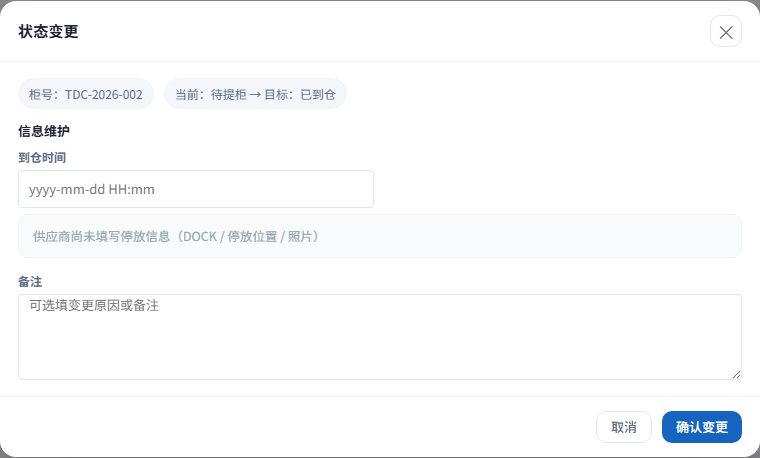 状态变更
柜号：TDC-2026-002
当前：待提柜 → 目标：已到仓
信息维护
到仓时间
yyyy-mm-dd HH:mm
供应商尚未填写停放信息（DOCK / 停放位置 / 照片）
备注
可选填变更原因或备注
取消
确认变更